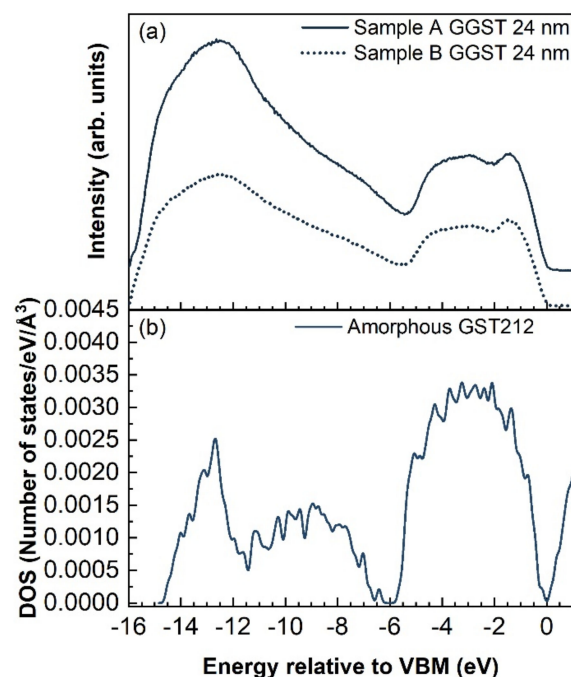 (a)
Sample A GGST 24 nm
Sample B GGST 24 nm
Intensity (arb. units)
(b)
Amorphous GST212
DOS (Number of states/eV/Å³)
0.0045
0.0040
0.0035
0.0030
0.0025
0.0020
0.0015
0.0010
0.0005
0.0000
-16 -14 -12 -10 -8 -6 -4 -2 0
Energy relative to VBM (eV)